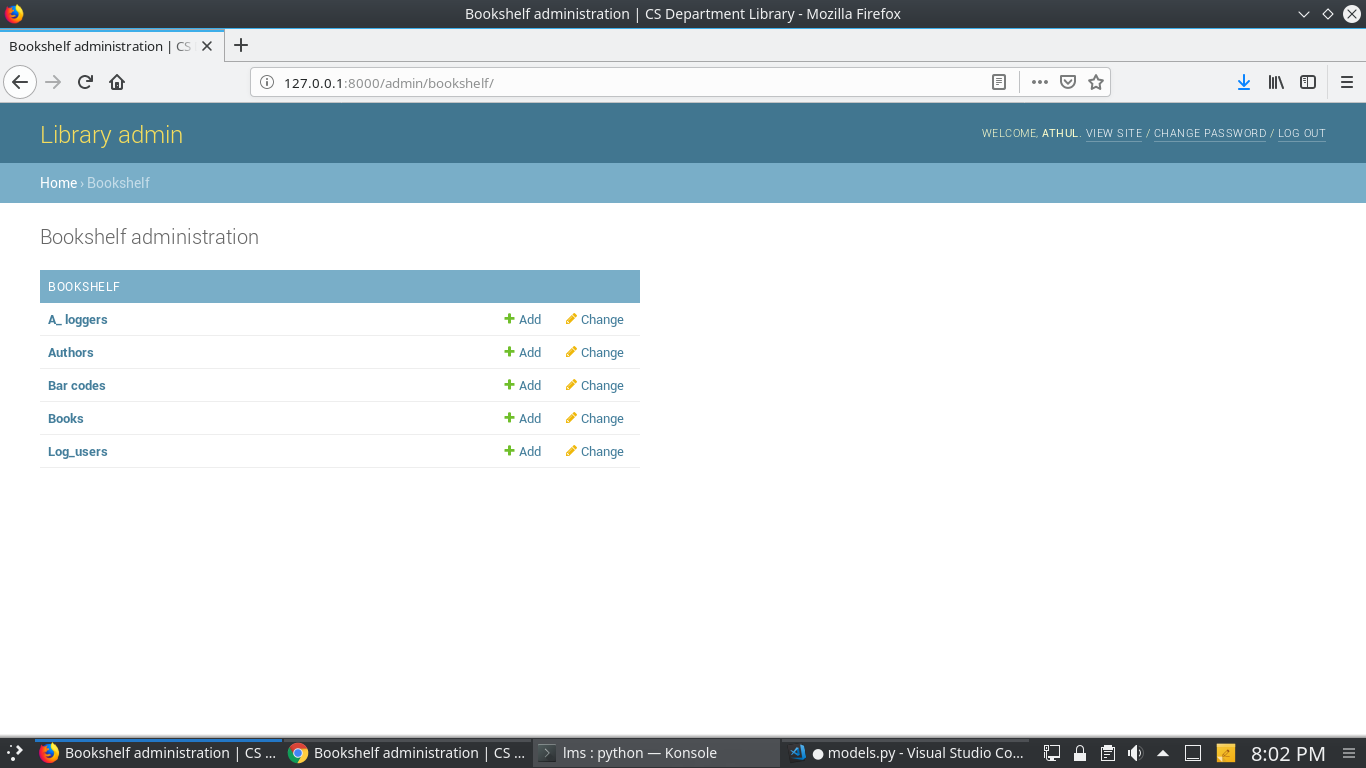 Bookshelf administration | CS Department Library - Mozilla Firefox
Bookshelf administration | CS
127.0.0.1:8000/admin/bookshelf/
Library admin
WELCOME, ATHUL. VIEW SITE / CHANGE PASSWORD / LOG OUT
Home › Bookshelf
Bookshelf administration
BOOKSHELF
A_ loggers Add Change
Authors Add Change
Bar codes Add Change
Books Add Change
Log_users Add Change
Bookshelf administration | CS ... Bookshelf administration | CS ... lms : python — Konsole ● models.py - Visual Studio Co... 8:02 PM